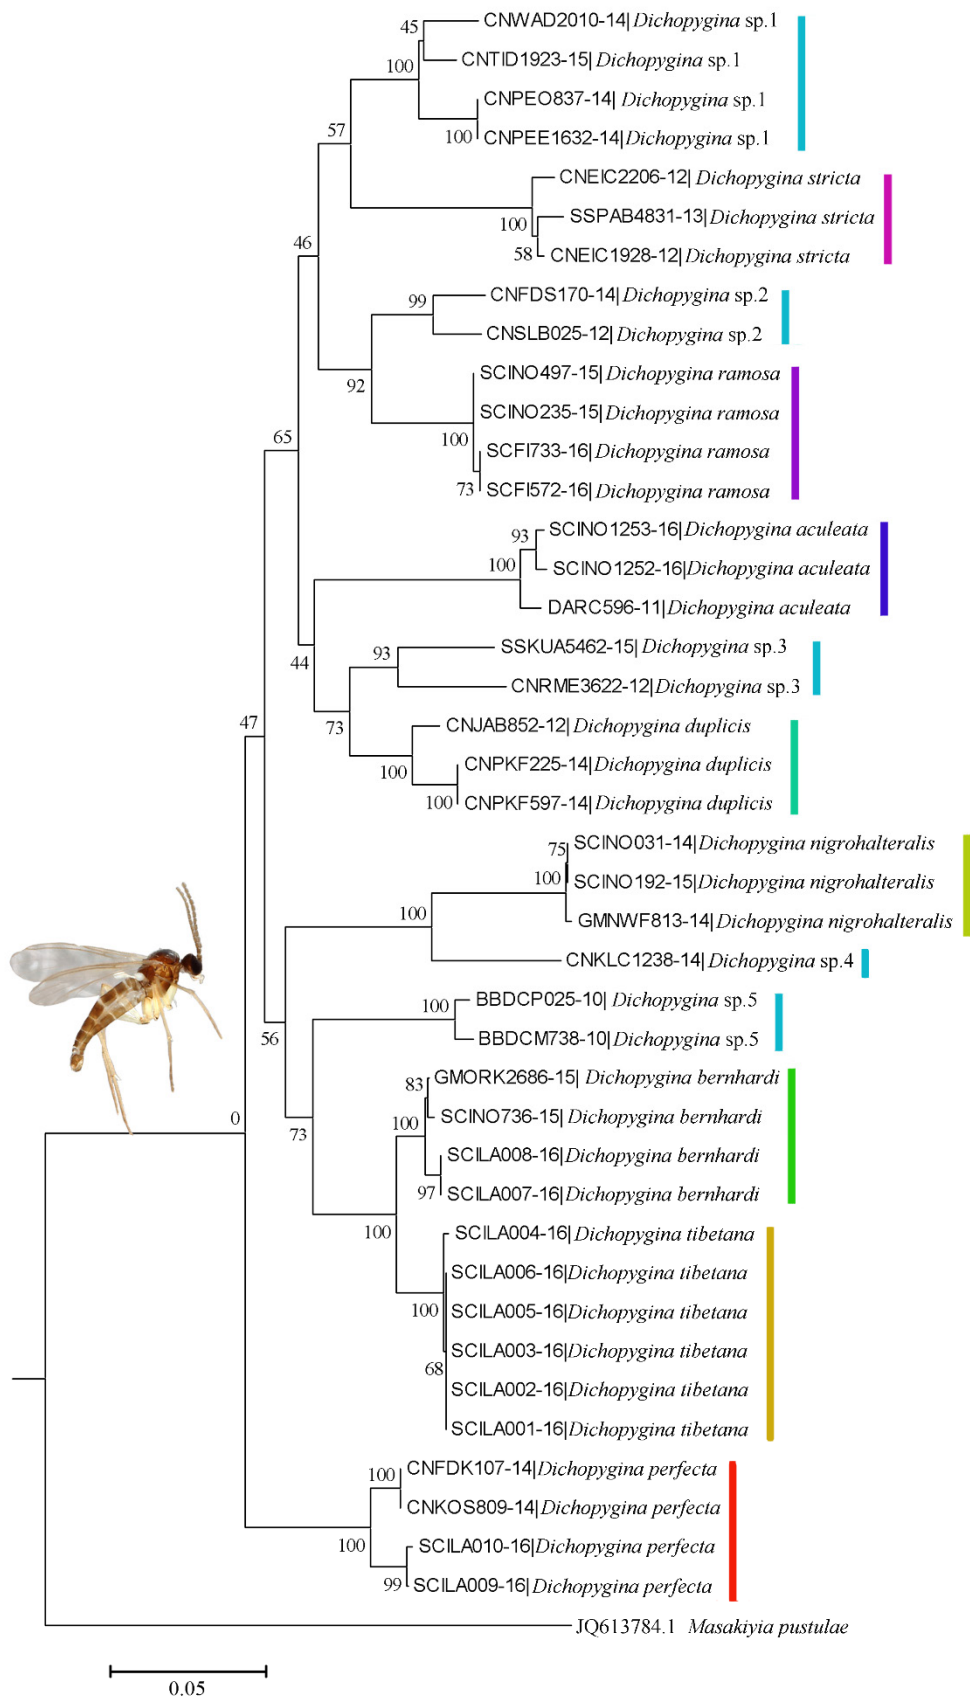 45
CNWAD2010-14|Dichopygina sp.1
CNTID1923-15|Dichopygina sp.1
100
CNPEO837-14| Dichopygina sp.1
57
100
CNPEE1632-14|Dichopygina sp.1
CNEIC2206-12| Dichopygina stricta
100
SSPAB4831-13|Dichopygina stricta
46
58
CNEIC1928-12| Dichopygina stricta
99
CNFDS170-14| Dichopygina sp.2
CNSLB025-12| Dichopygina sp.2
92
SCINO497-15| Dichopygina ramosa
SCINO235-15| Dichopygina ramosa
100
65
SCFI733-16| Dichopygina ramosa
73
SCFI572-16| Dichopygina ramosa
93
SCINO1253-16|Dichopygina aculeata
100
SCINO1252-16|Dichopygina aculeata
DARC596-11|Dichopygina aculeata
44
93
SSKUA5462-15| Dichopygina sp.3
CNRME3622-12|Dichopygina sp.3
47
73
CNJAB852-12| Dichopygina duplicis
100
CNPKF225-14|Dichopygina duplicis
100
CNPKF597-14|Dichopygina duplicis
75
SCINO031-14|Dichopygina nigrohalteralis
100
SCINO192-15|Dichopygina nigrohalteralis
100
GMNWF813-14|Dichopygina nigrohalteralis
CNKLC1238-14|Dichopygina sp.4
56
100
BBDCP025-10| Dichopygina sp.5
BBDCM738-10|Dichopygina sp.5
83
GMORK2686-15| Dichopygina bernhardi
0
73
100
SCINO736-15|Dichopygina bernhardi
SCILA008-16|Dichopygina bernhardi
97
SCILA007-16|Dichopygina bernhardi
100
SCILA004-16|Dichopygina tibetana
SCILA006-16|Dichopygina tibetana
100
SCILA005-16|Dichopygina tibetana
SCILA003-16|Dichopygina tibetana
68
SCILA002-16|Dichopygina tibetana
SCILA001-16|Dichopygina tibetana
100
CNFDK107-14|Dichopygina perfecta
CNKOS809-14|Dichopygina perfecta
100
SCILA010-16|Dichopygina perfecta
99
SCILA009-16|Dichopygina perfecta
JQ613784.1 Masakiyia pustulae
0.05